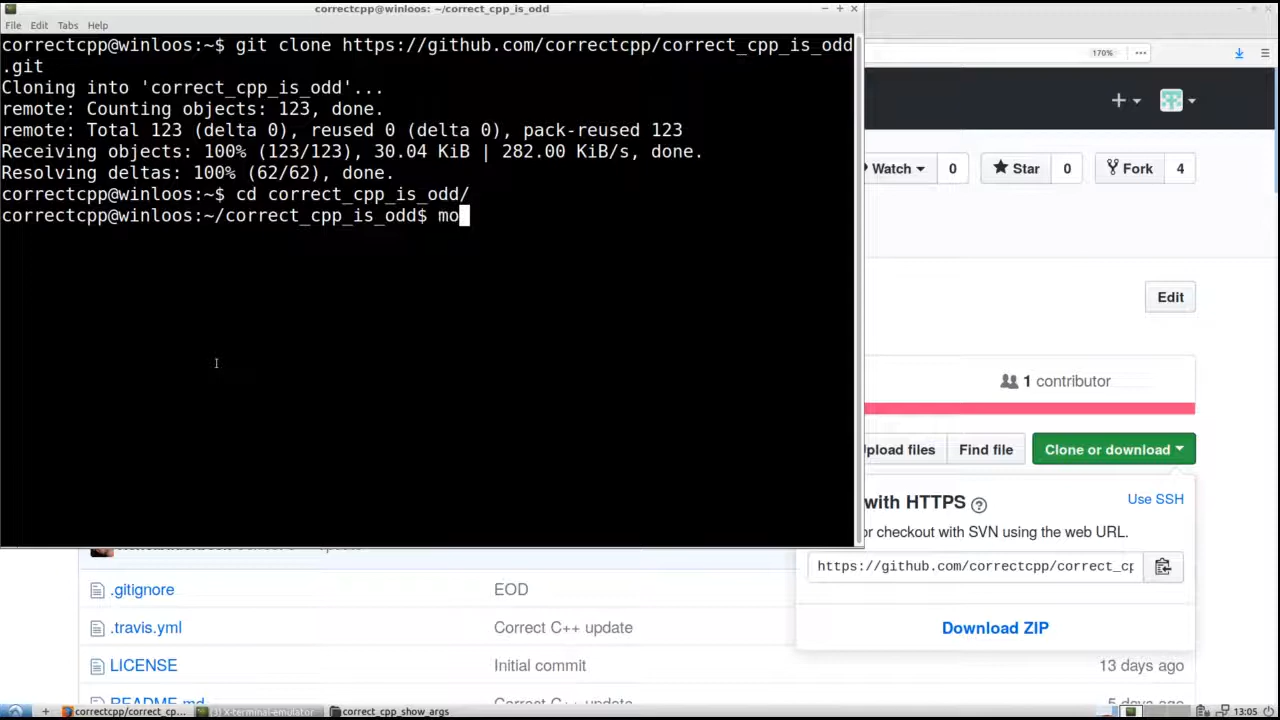 correctcpp@winloos: ~/correct_cpp_is_odd
File Edit Tabs Help
correctcpp@winloos:~$ git clone https://github.com/correctcpp/correct_cpp_is_odd
.git
Cloning into 'correct_cpp_is_odd'...
remote: Counting objects: 123, done.
remote: Total 123 (delta 0), reused 0 (delta 0), pack-reused 123
Receiving objects: 100% (123/123), 30.04 KiB | 282.00 KiB/s, done.
Resolving deltas: 100% (62/62), done.
correctcpp@winloos:~$ cd correct_cpp_is_odd/
correctcpp@winloos:~/correct_cpp_is_odd$ mo
170%
Watch 0 Star 0 Fork 4
Edit
1 contributor
pload files Find file Clone or download
with HTTPS Use SSH
or checkout with SVN using the web URL.
https://github.com/correctcpp/correct_cp
Download ZIP
.gitignore EOD
.travis.yml Correct C++ update
LICENSE Initial commit 13 days ago
README.md Correct C++ update 5 days ago
correctcpp/correct_cp... [3] x-terminal-emulator correct_cpp_show_args 13:05